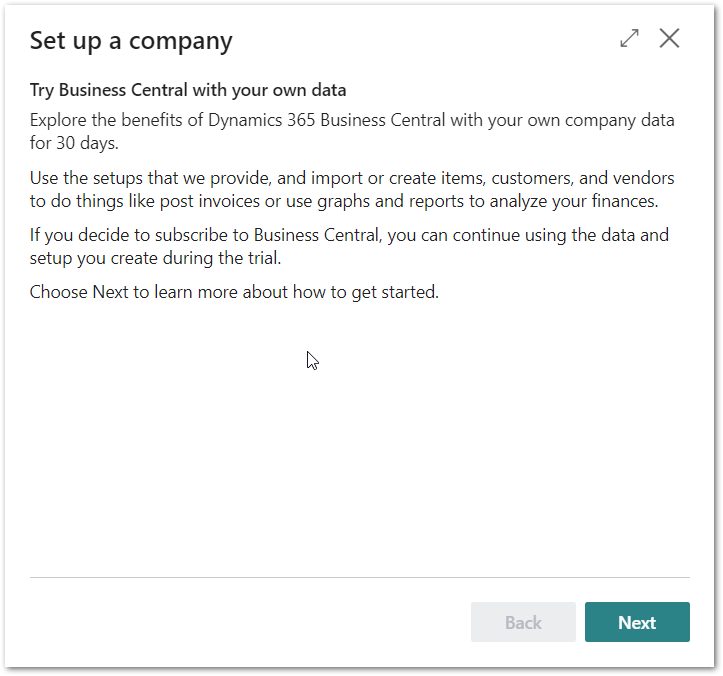 Set up a company
Try Business Central with your own data
Explore the benefits of Dynamics 365 Business Central with your own company data
for 30 days.
Use the setups that we provide, and import or create items, customers, and vendors
to do things like post invoices or use graphs and reports to analyze your finances.
If you decide to subscribe to Business Central, you can continue using the data and
setup you create during the trial.
Choose Next to learn more about how to get started.
Back
Next